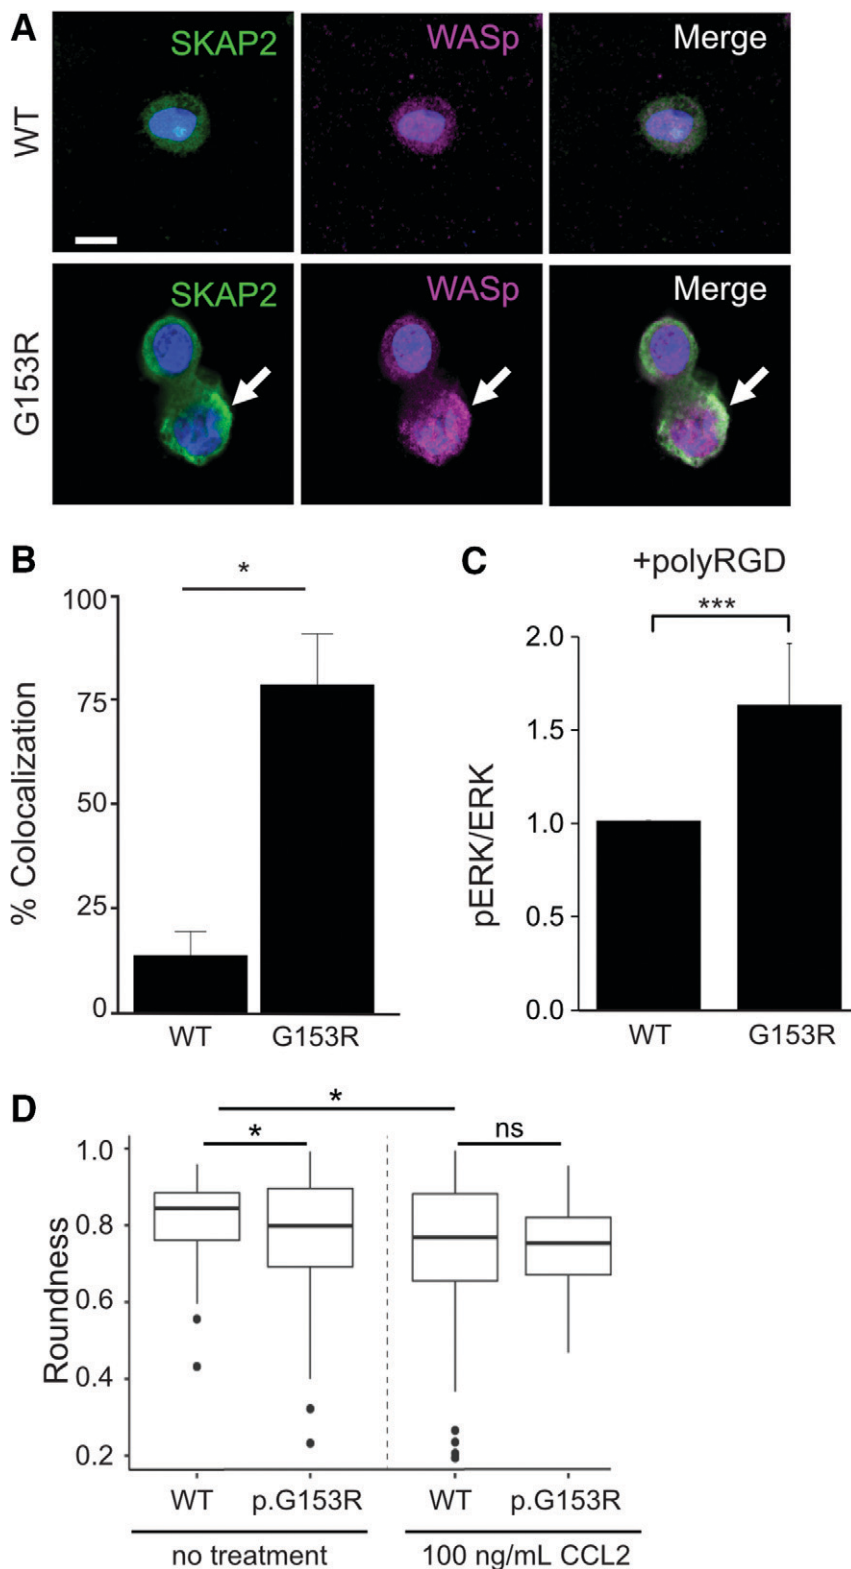 A
SKAP2 WASp Merge
WT
SKAP2 WASp Merge
G153R
B
*
100
75
50
25
0
% Colocalization
WT G153R
C
+polyRGD
***
2.0
1.5
1.0
0.5
0.0
pERK/ERK
WT G153R
D
*
* ns
1.0
0.8
0.6
0.4
0.2
Roundness
WT p.G153R WT p.G153R
no treatment 100 ng/mL CCL2